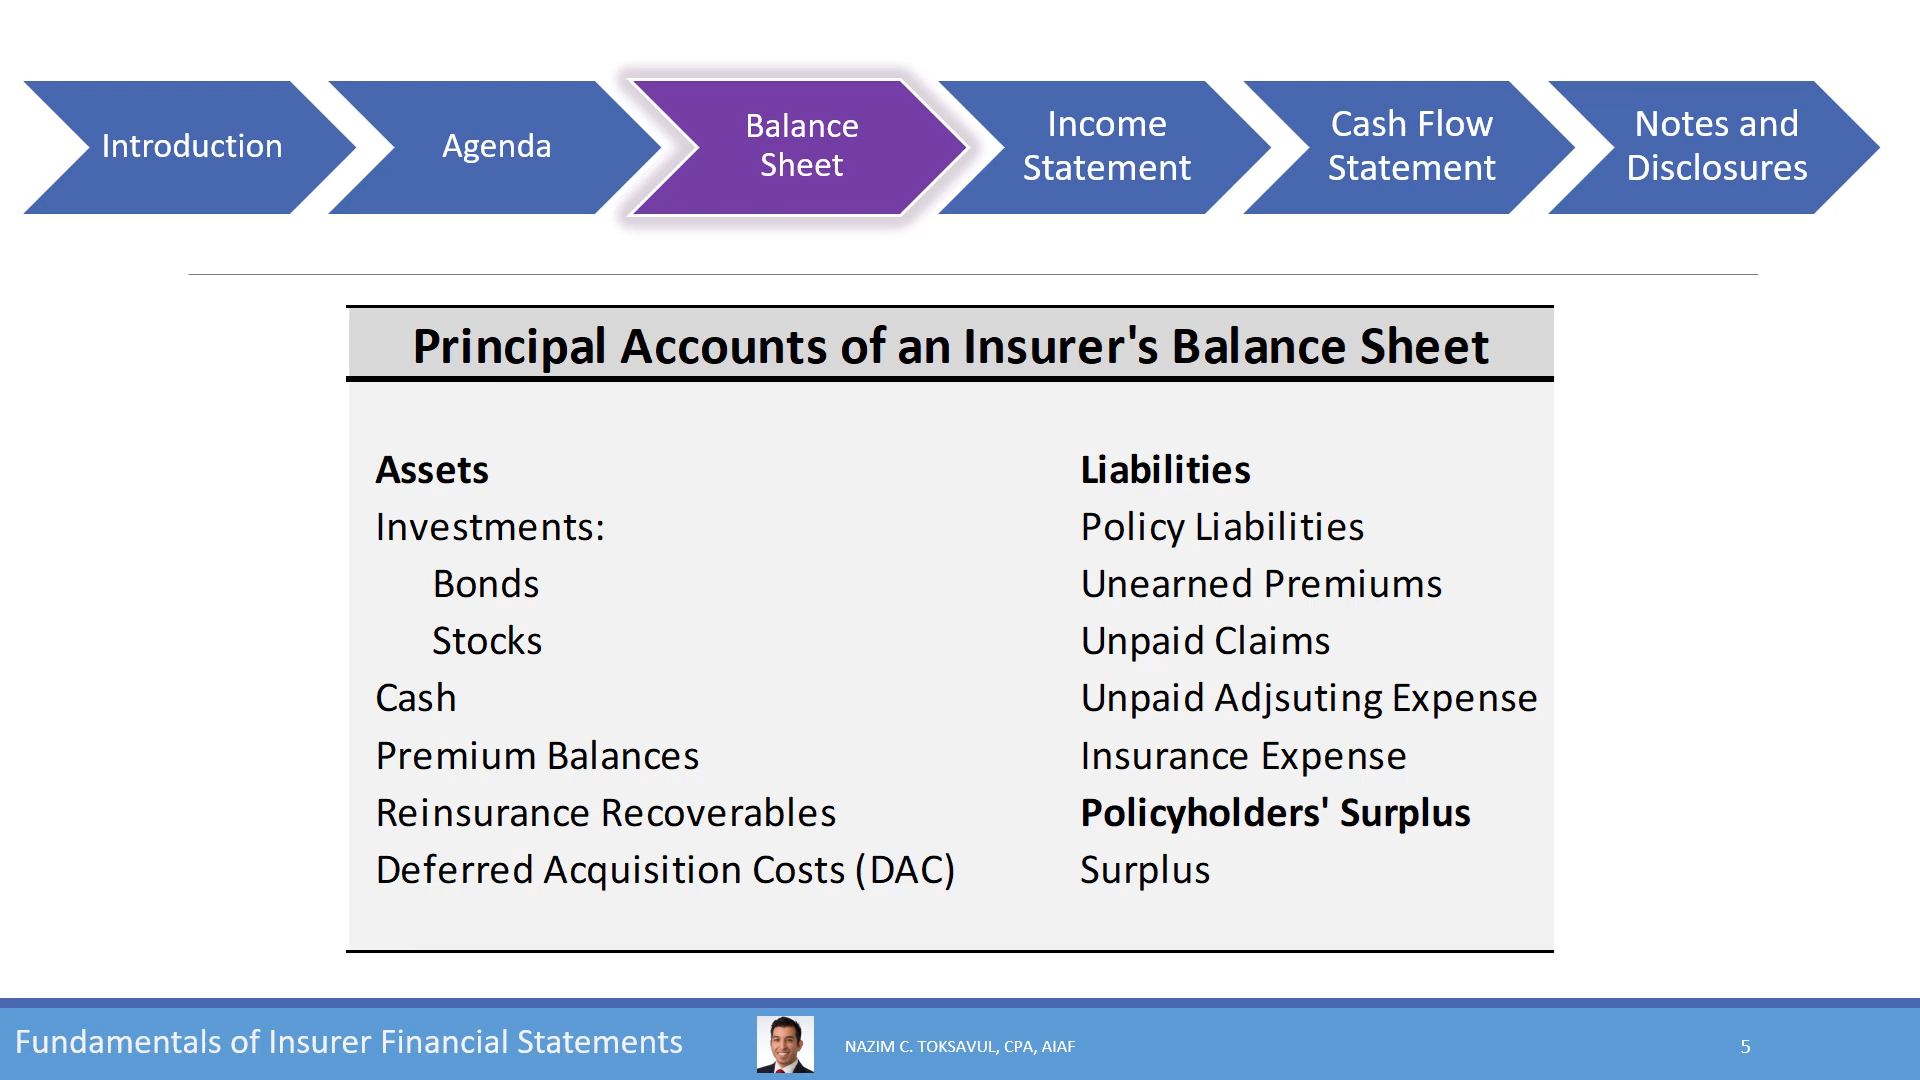 Introduction
Agenda
Balance
Sheet
Income
Statement
Cash Flow
Statement
Notes and
Disclosures
Principal Accounts of an Insurer's Balance Sheet
Assets
Investments:
Bonds
Stocks
Cash
Premium Balances
Reinsurance Recoverables
Deferred Acquisition Costs (DAC)
Liabilities
Policy Liabilities
Unearned Premiums
Unpaid Claims
Unpaid Adjsuting Expense
Insurance Expense
Policyholders' Surplus
Surplus
Fundamentals of Insurer Financial Statements
NAZIM C. TOKSAVUL, CPA, AIAF
5